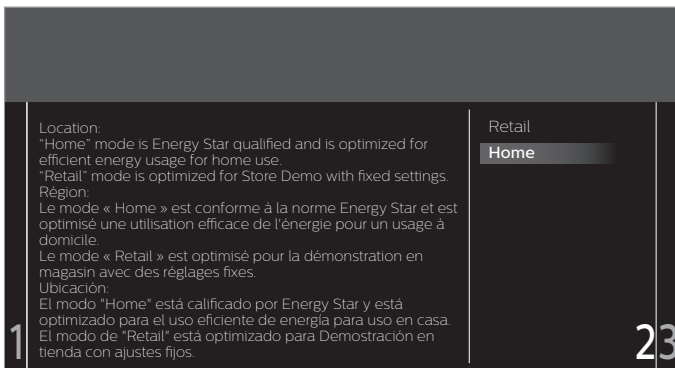 Location:
“Home” mode is Energy Star qualified and is optimized for
efficient energy usage for home use.
“Retail” mode is optimized for Store Demo with fixed settings.
Région:
Le mode « Home » est conforme à la norme Energy Star et est
optimisé une utilisation efficace de l'énergie pour un usage à
domicile.
Le mode « Retail » est optimisé pour la démonstration en
magasin avec des réglages fixes.
Ubicación:
El modo "Home" está calificado por Energy Star y está
optimizado para el uso eficiente de energía para uso en casa.
El modo de "Retail" está optimizado para Demostración en
tienda con ajustes fijos.
Retail
Home
1
2
3